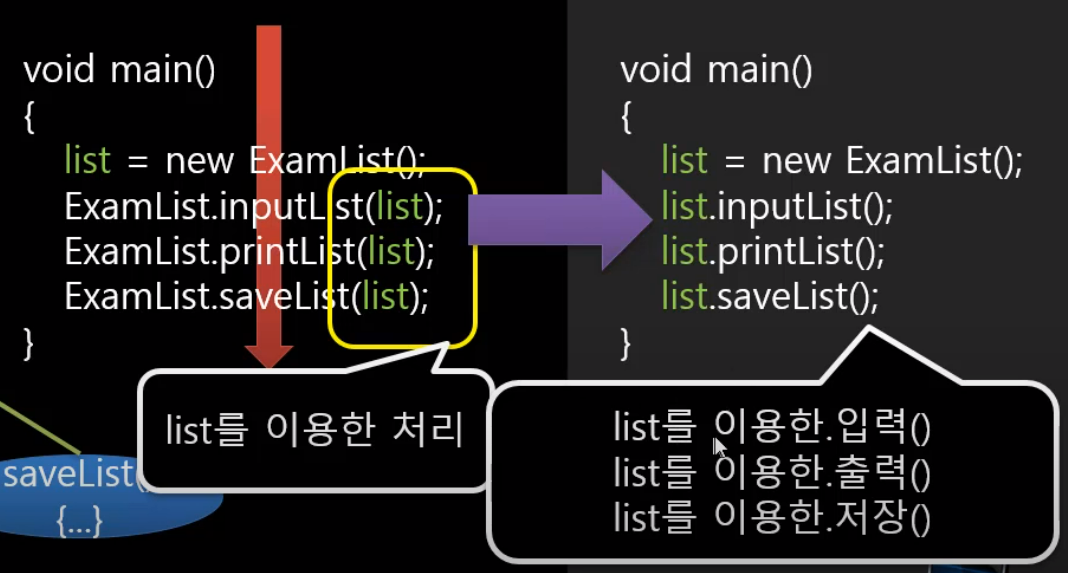 void main()
{
list = new ExamList();
ExamList.inputList(list);
ExamList.printList(list);
ExamList.saveList(list);
}
list를 이용한 처리
saveList()
{...}
void main()
{
list = new ExamList();
list.inputList();
list.printList();
list.saveList();
}
list를 이용한.입력()
list를 이용한.출력()
list를 이용한.저장()